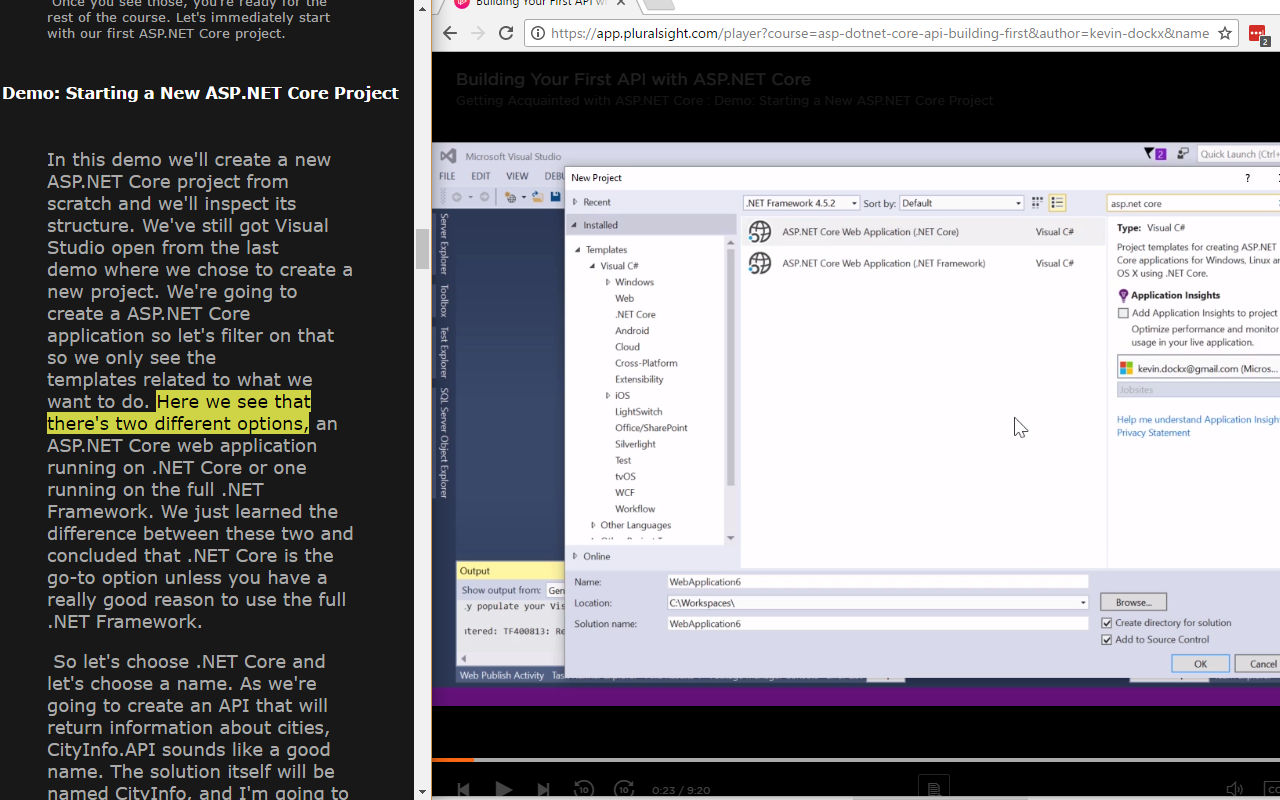 Once you see those, you're ready for the
rest of the course. Let's immediately start
with our first ASP.NET Core project.
Demo: Starting a New ASP.NET Core Project
In this demo we'll create a new
ASP.NET Core project from
scratch and we'll inspect its
structure. We've still got Visual
Studio open from the last
demo where we chose to create a
new project. We're going to
create a ASP.NET Core
application so let's filter on that
so we only see the
templates related to what we
want to do. Here we see that
there's two different options, an
ASP.NET Core web application
running on .NET Core or one
running on the full .NET
Framework. We just learned the
difference between these two and
concluded that .NET Core is the
go-to option unless you have a
really good reason to use the full
.NET Framework.
So let's choose .NET Core and
let's choose a name. As we're
going to create an API that will
return information about cities,
CityInfo.API sounds like a good
name. The solution itself will be
named CityInfo, and I'm going to
Building Your First API wi
https://app.pluralsight.com/player?course=asp-dotnet-core-api-building-first&author=kevin-dockx&name
2
Building Your First API with ASP.NET Core
Getting Acquainted with ASP.NET Core : Demo: Starting a New ASP.NET Core Project
Microsoft Visual Studio
2
Quick Launch (Ctrl+
FILE EDIT VIEW DEBU
Server Explorer
Toolbox
Test Explorer
SQL Server Object Explorer
New Project
?
Recent
Installed
Templates
Visual C#
Windows
Web
.NET Core
Android
Cloud
Cross-Platform
Extensibility
iOS
LightSwitch
Office/SharePoint
Silverlight
Test
tvOS
WCF
Workflow
Other Languages
Online
.NET Framework 4.5.2 Sort by: Default
asp.net core
ASP.NET Core Web Application (.NET Core) Visual C#
ASP.NET Core Web Application (.NET Framework) Visual C#
Type: Visual C#
Project templates for creating ASP.NET
Core applications for Windows, Linux an
OS X using .NET Core.
Application Insights
Add Application Insights to project
Optimize performance and monitor
usage in your live application.
kevin.dockx@gmail.com (Micros...
Jobsites
Help me understand Application Insigh
Privacy Statement
Name: WebApplication6
Location: C:\Workspaces\
Browse...
Solution name: WebApplication6
Create directory for solution
Add to Source Control
OK Cancel
Output
Show output from: Gen
.y populate your Vis
itered: TF400813: Re
Web Publish Activity
10 10 0:23 / 9:20